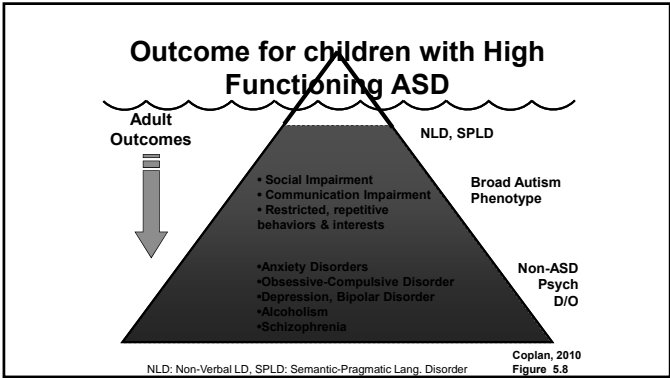 Outcome for children with High
Functioning ASD
Adult
Outcomes
NLD, SPLD
• Social Impairment
• Communication Impairment
• Restricted, repetitive
behaviors & interests
Broad Autism
Phenotype
•Anxiety Disorders
•Obsessive-Compulsive Disorder
•Depression, Bipolar Disorder
•Alcoholism
•Schizophrenia
Non-ASD
Psych
D/O
NLD: Non-Verbal LD, SPLD: Semantic-Pragmatic Lang. Disorder
Coplan, 2010
Figure 5.8